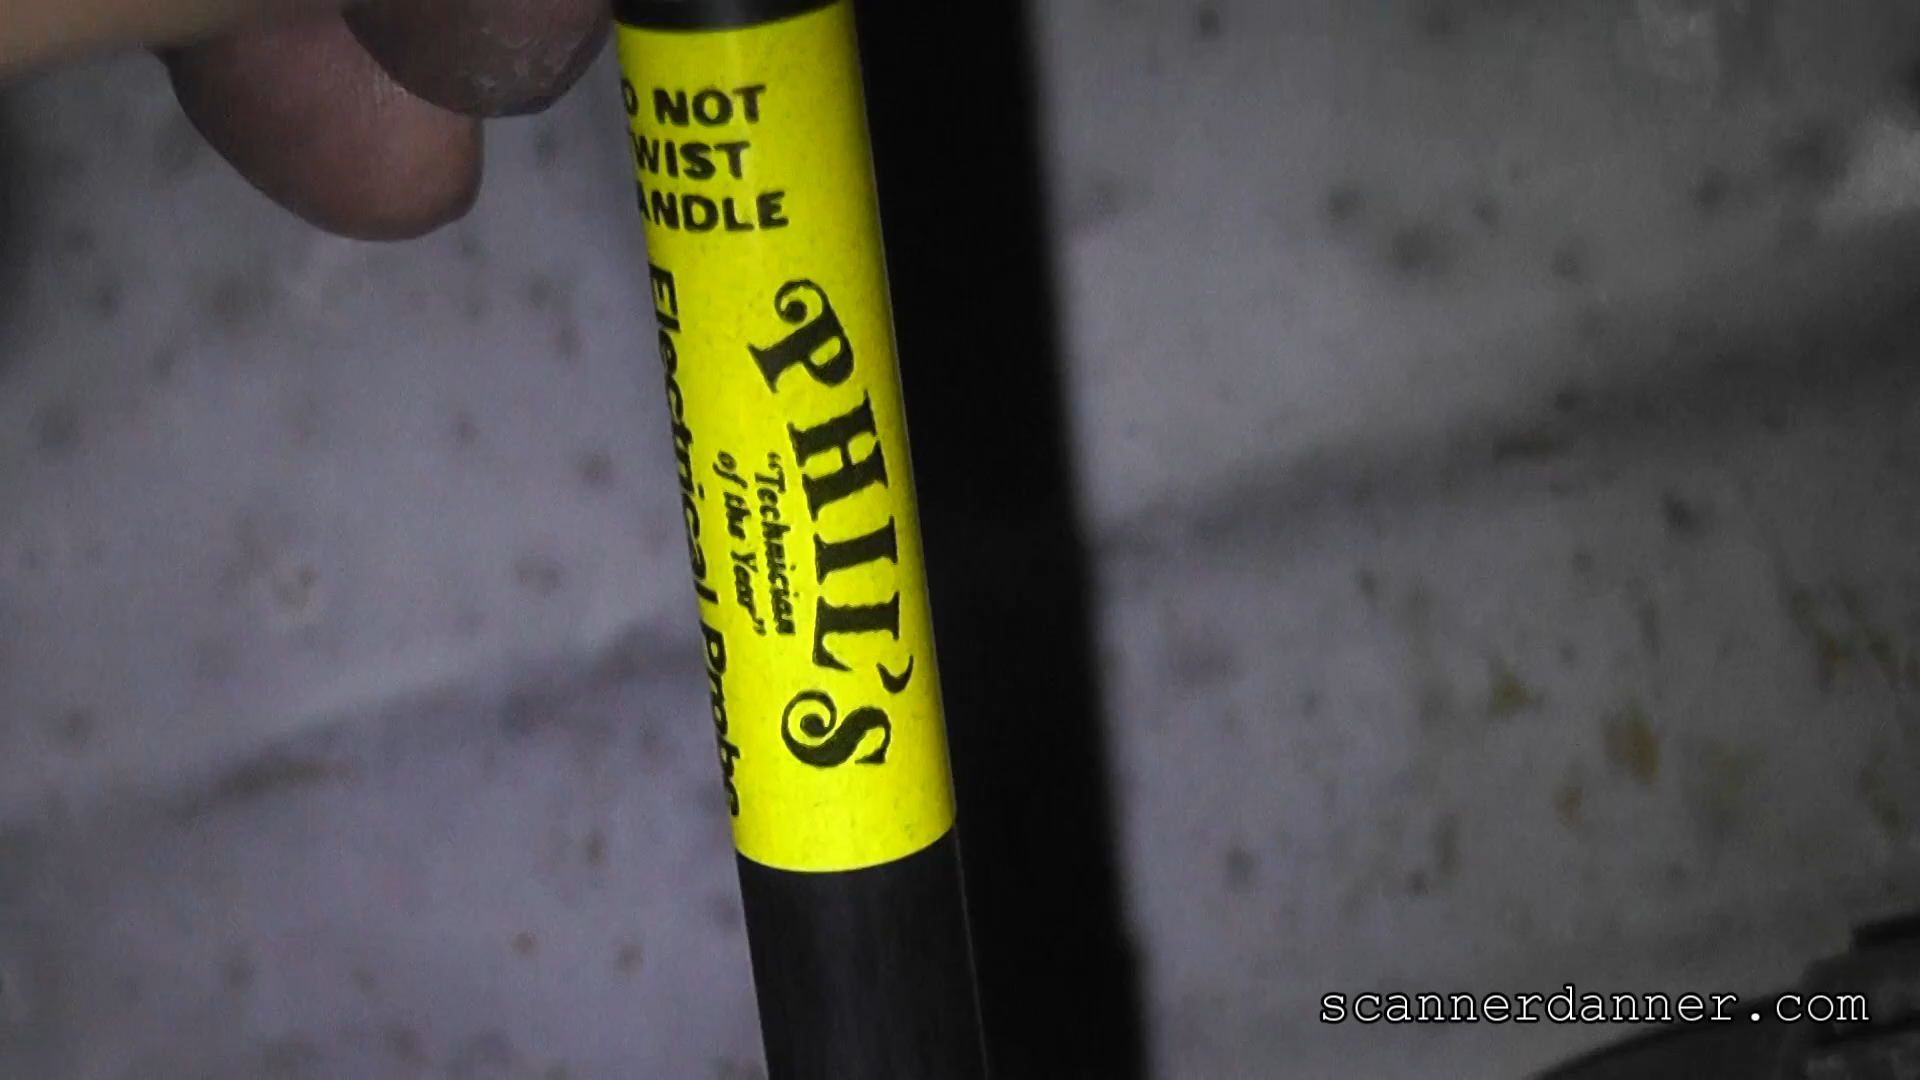 O NOT
WIST
ANDLE
PHIL'S
"Technician
of the Year"
Electrical Probe
scannerdanner.com